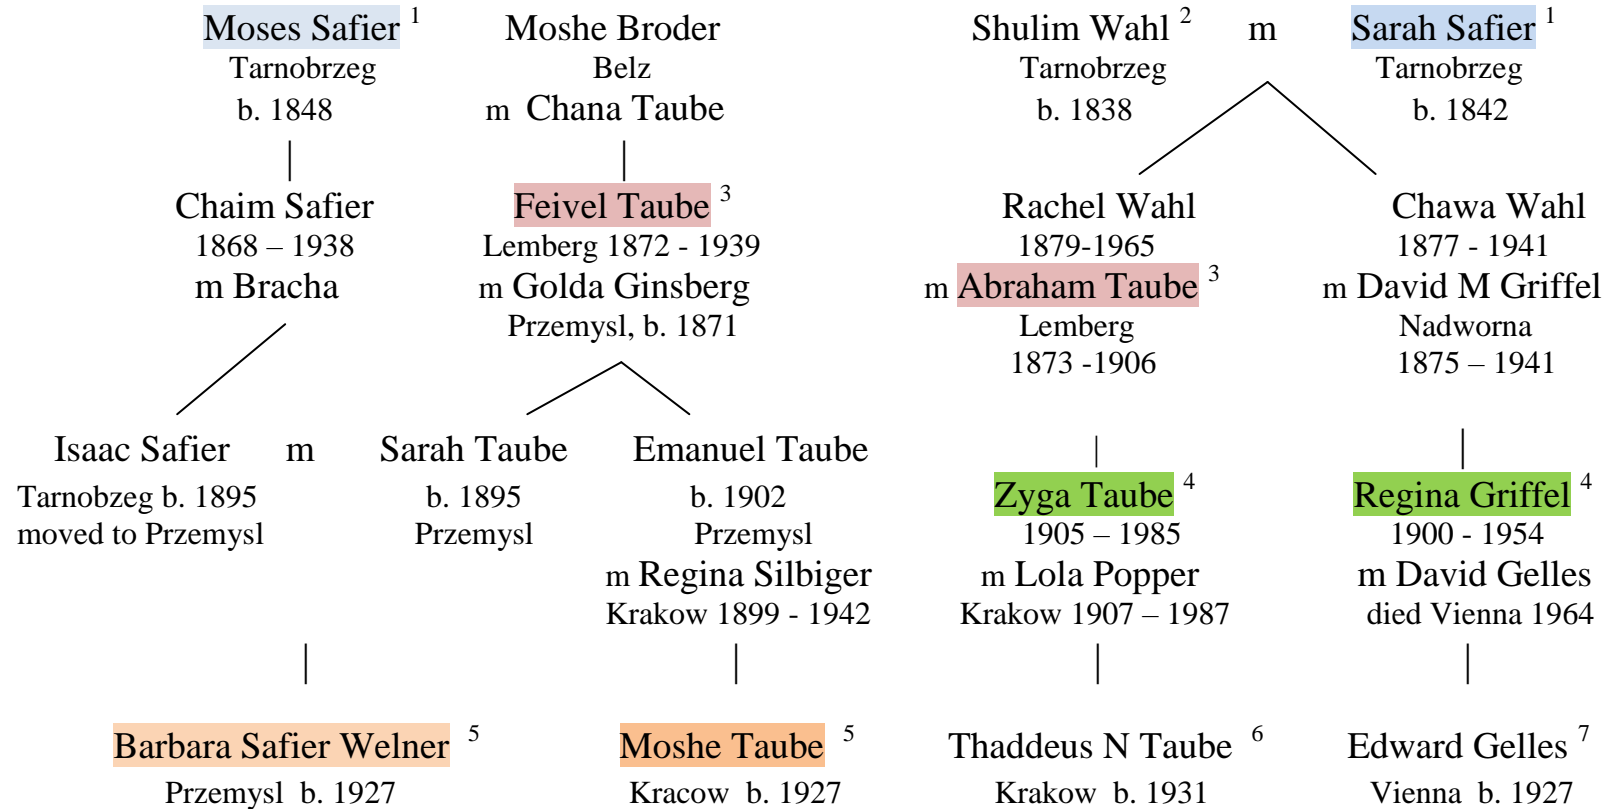 Moses Safier 1 Moshe Broder Shulim Wahl 2 m Sarah Safier 1
Tarnobrzeg Belz Tarnobrzeg Tarnobrzeg
b. 1848 m Chana Taube b. 1838 b. 1842
Chaim Safier Feivel Taube 3 Rachel Wahl Chawa Wahl
1868 – 1938 Lemberg 1872 - 1939 1879-1965 1877 - 1941
m Bracha m Golda Ginsberg m Abraham Taube 3 m David M Griffel
Przemysl, b. 1871 Lemberg Nadworna
1873 -1906 1875 – 1941
Isaac Safier m Sarah Taube Emanuel Taube
Tarnobzeg b. 1895 b. 1895 b. 1902 Zyga Taube 4 Regina Griffel 4
moved to Przemysl Przemysl Przemysl 1905 – 1985 1900 - 1954
m Regina Silbiger m Lola Popper m David Gelles
Krakow 1899 - 1942 Krakow 1907 – 1987 died Vienna 1964
Barbara Safier Welner 5 Moshe Taube 5 Thaddeus N Taube 6 Edward Gelles 7
Przemysl b. 1927 Kracow b. 1927 Krakow b. 1931 Vienna b. 1927